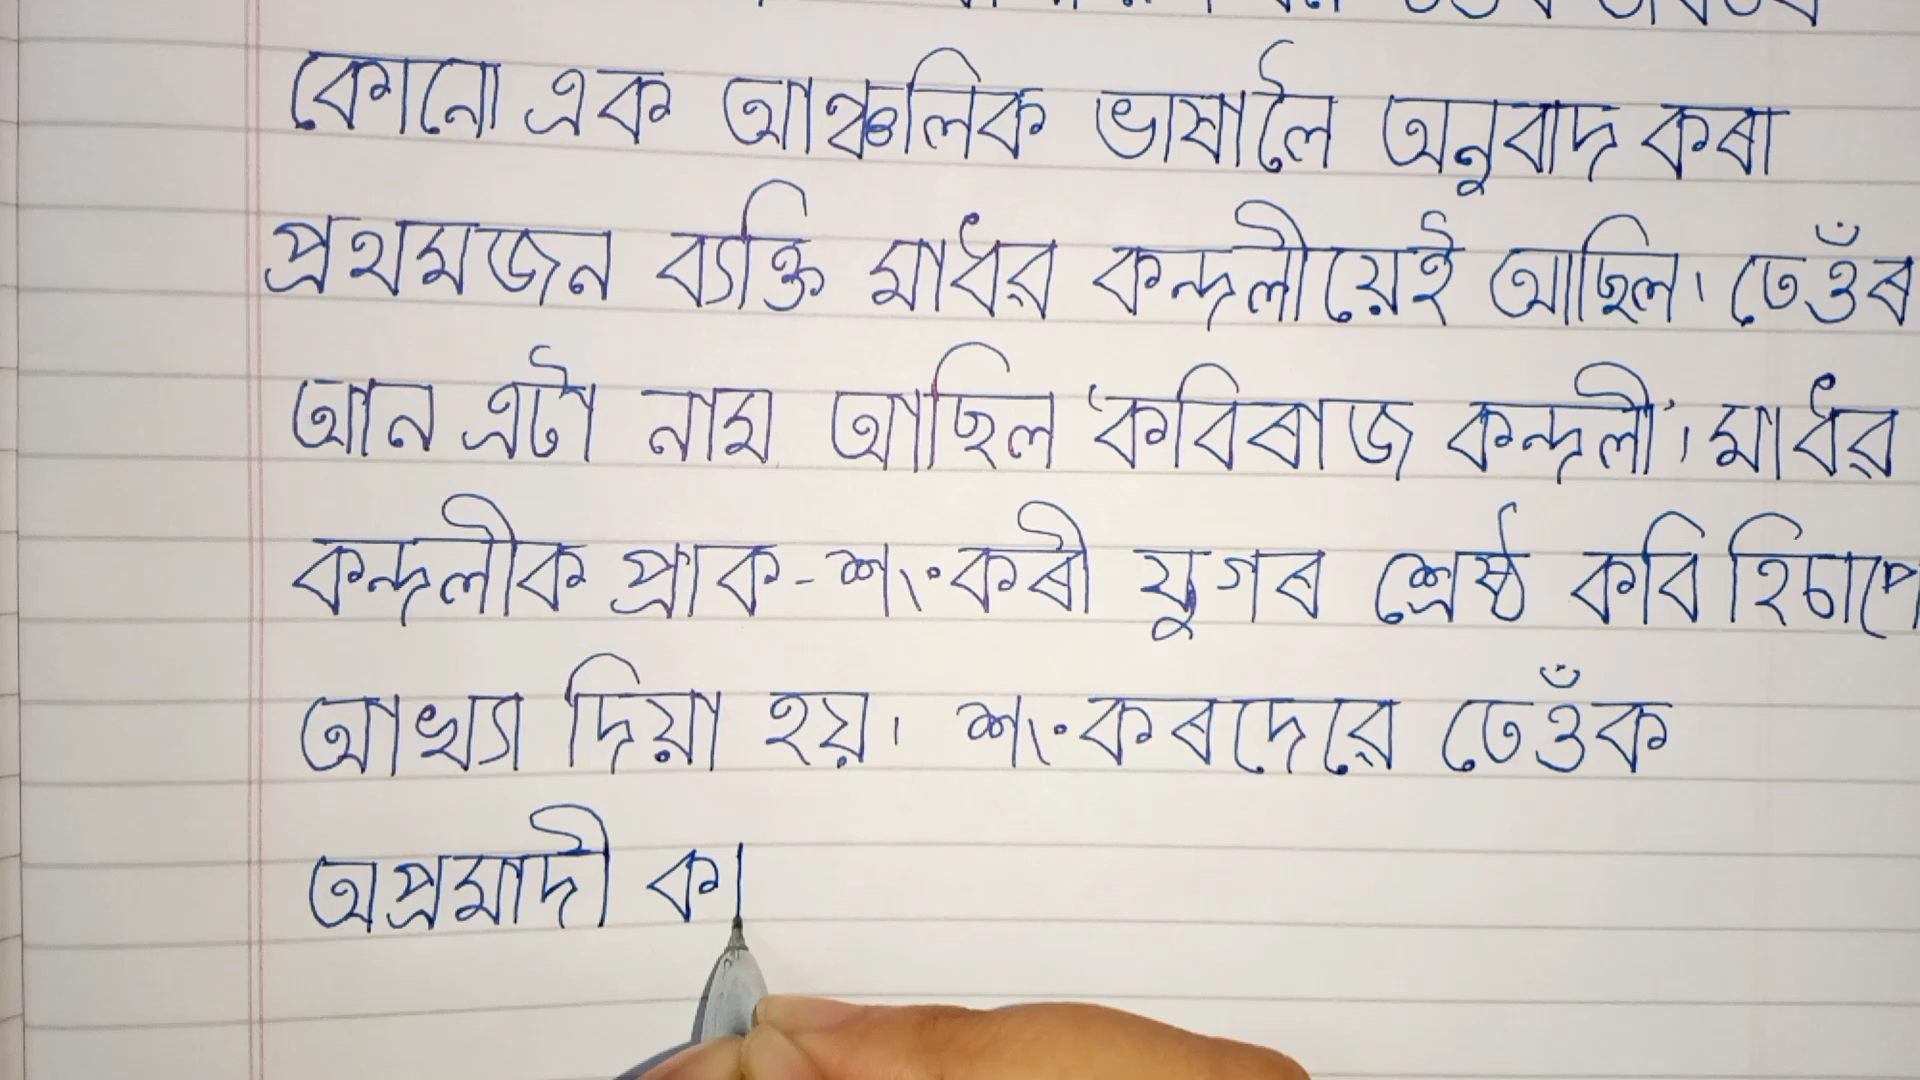 কোনো এক আঞ্চলিক ভাষালৈ অনুবাদ কৰা
প্ৰথমজন ব্যক্তি মাধৱ কন্দলীয়েই আছিল। তেওঁৰ
আন এটা নাম আছিল 'কবিৰাজ কন্দলী'। মাধৱ
কন্দলীক প্ৰাক-শংকৰী যুগৰ শ্ৰেষ্ঠ কবি হিচাপে
আখ্যা দিয়া হয়। শংকৰদেৱে তেওঁক
অপ্ৰমাদী কা